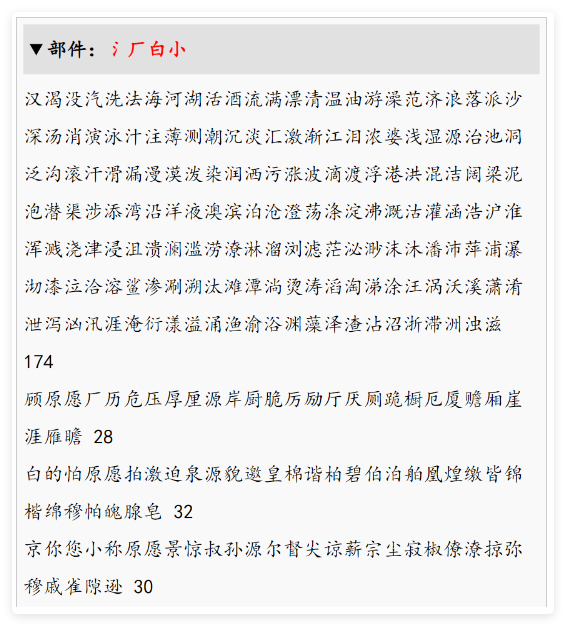 ▼部件：氵厂白小
汉渴没汽洗法海河湖活酒流满漂清温油游澡范济浪落派沙
深汤消演泳汁注薄测潮沉淡汇激渐江泪浓婆浅湿源治池洞
泛沟滚汗滑漏漫漠泼染润洒污涨波滴渡浮港洪混洁阔梁泥
泡潜渠涉添湾沿洋液澳滨泊沧澄荡涤淀沸溉沽灌涵浩沪淮
浑溅浇津浸沮溃澜滥涝潦淋溜浏滤茫泌渺沫沐潘沛萍浦瀑
沏漆泣洽溶鲨渗涮溯汰滩潭淌烫涛滔淘涕涂汪涡沃溪潇淆
泄泻汹汛涯淹衍漾溢涌渔渝浴渊藻泽渣沾沼浙滞洲浊滋
174
顾原愿厂历危压厚厘源岸厨脆厉励厅厌厕跪橱厄厦赡厢崖
涯雁瞻 28
白的怕原愿拍激迫泉源貌邀皇棉谐柏碧伯泊舶凰煌缴皆锦
楷绵穆帕魄腺皂 32
京你您小称原愿景惊叔孙源尔督尖谅薪宗尘寂椒僚潦掠弥
穆戚雀隙逊 30